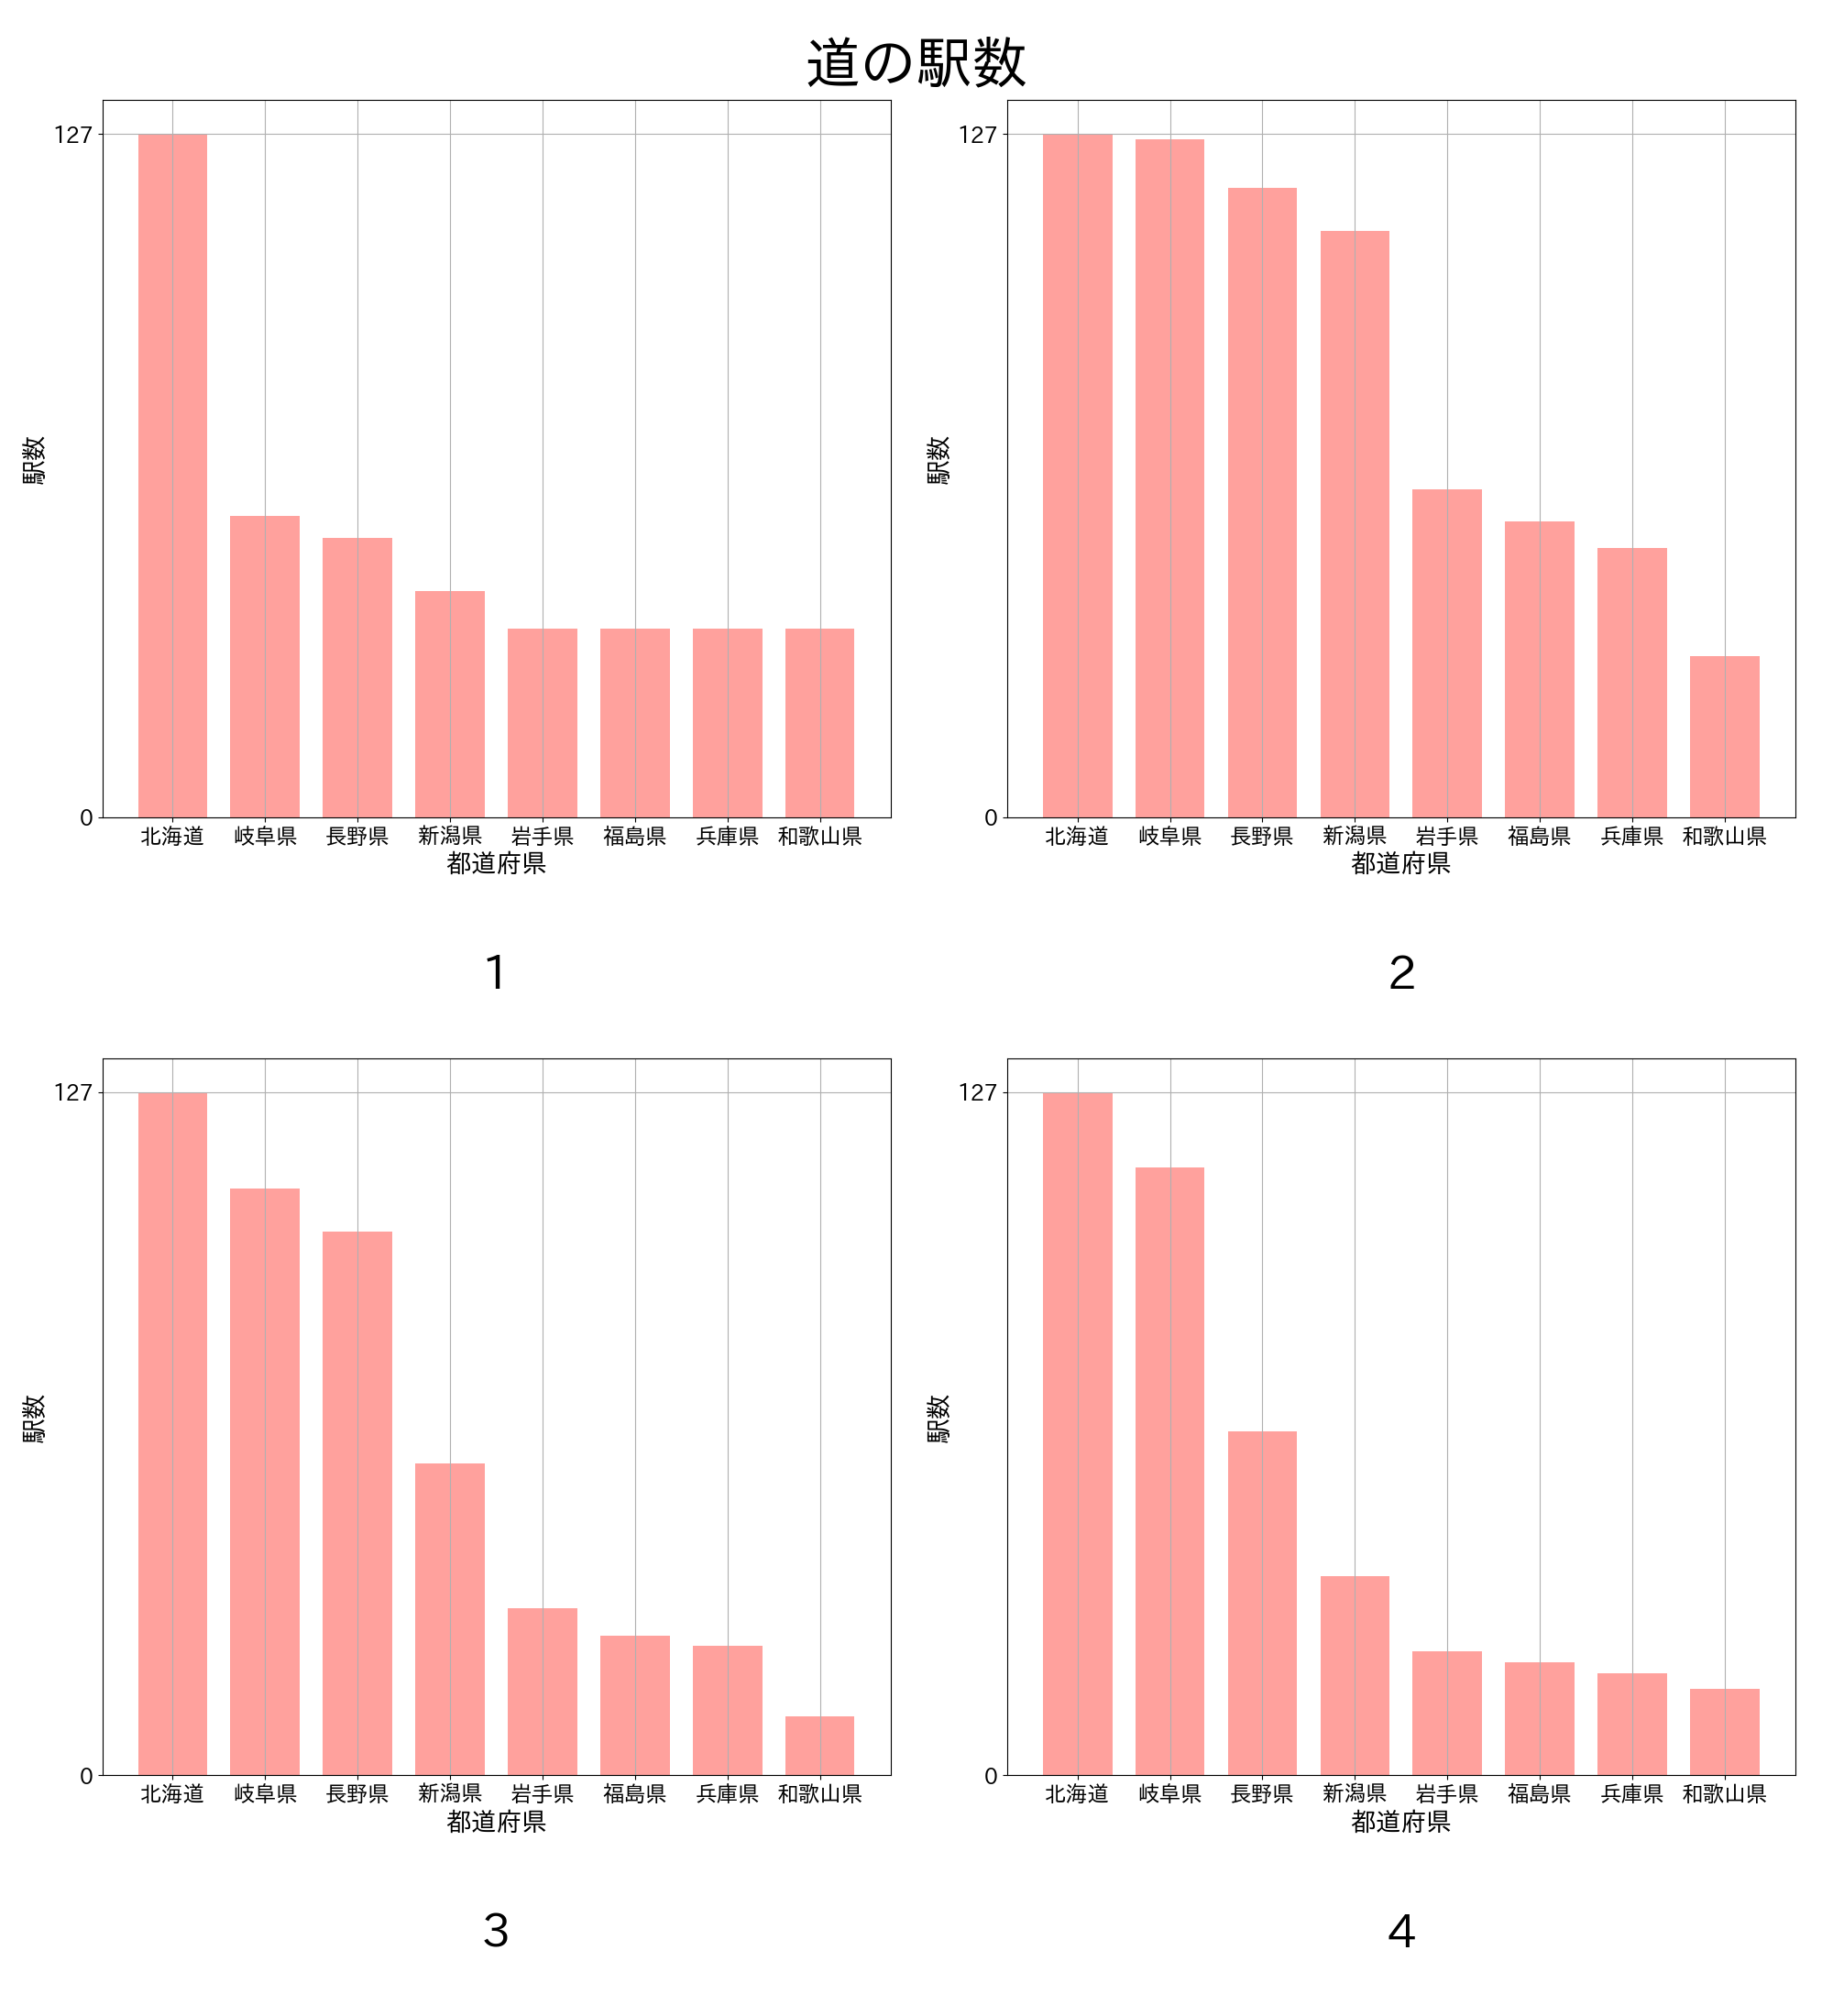 道の駅数
127
0
駅数
北海道 岐阜県 長野県 新潟県 岩手県 福島県 兵庫県 和歌山県
都道府県
1
127
0
駅数
北海道 岐阜県 長野県 新潟県 岩手県 福島県 兵庫県 和歌山県
都道府県
2
127
0
駅数
北海道 岐阜県 長野県 新潟県 岩手県 福島県 兵庫県 和歌山県
都道府県
3
127
0
駅数
北海道 岐阜県 長野県 新潟県 岩手県 福島県 兵庫県 和歌山県
都道府県
4